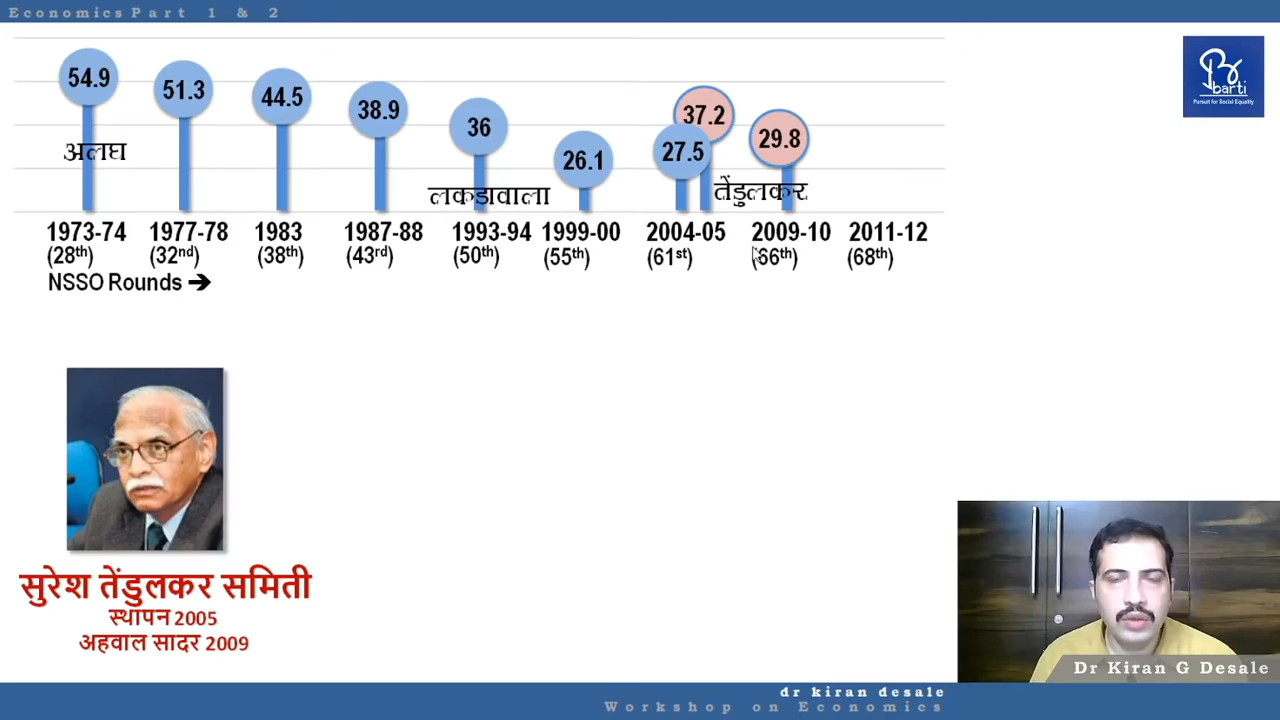 Economics Part 1 & 2
barti
Pursuit for Social Equality
54.9
51.3
44.5
38.9
36
26.1
27.5
37.2
29.8
अलघ
लकडावाला
तेंडुलकर
1973-74 1977-78 1983 1987-88 1993-94 1999-00 2004-05 2009-10 2011-12
(28th) (32nd) (38th) (43rd) (50th) (55th) (61st) (66th) (68th)
NSSO Rounds ➔
सुरेश तेंडुलकर समिती
स्थापन 2005
अहवाल सादर 2009
Dr Kiran G Desale
dr kiran desale
Workshop on Economics